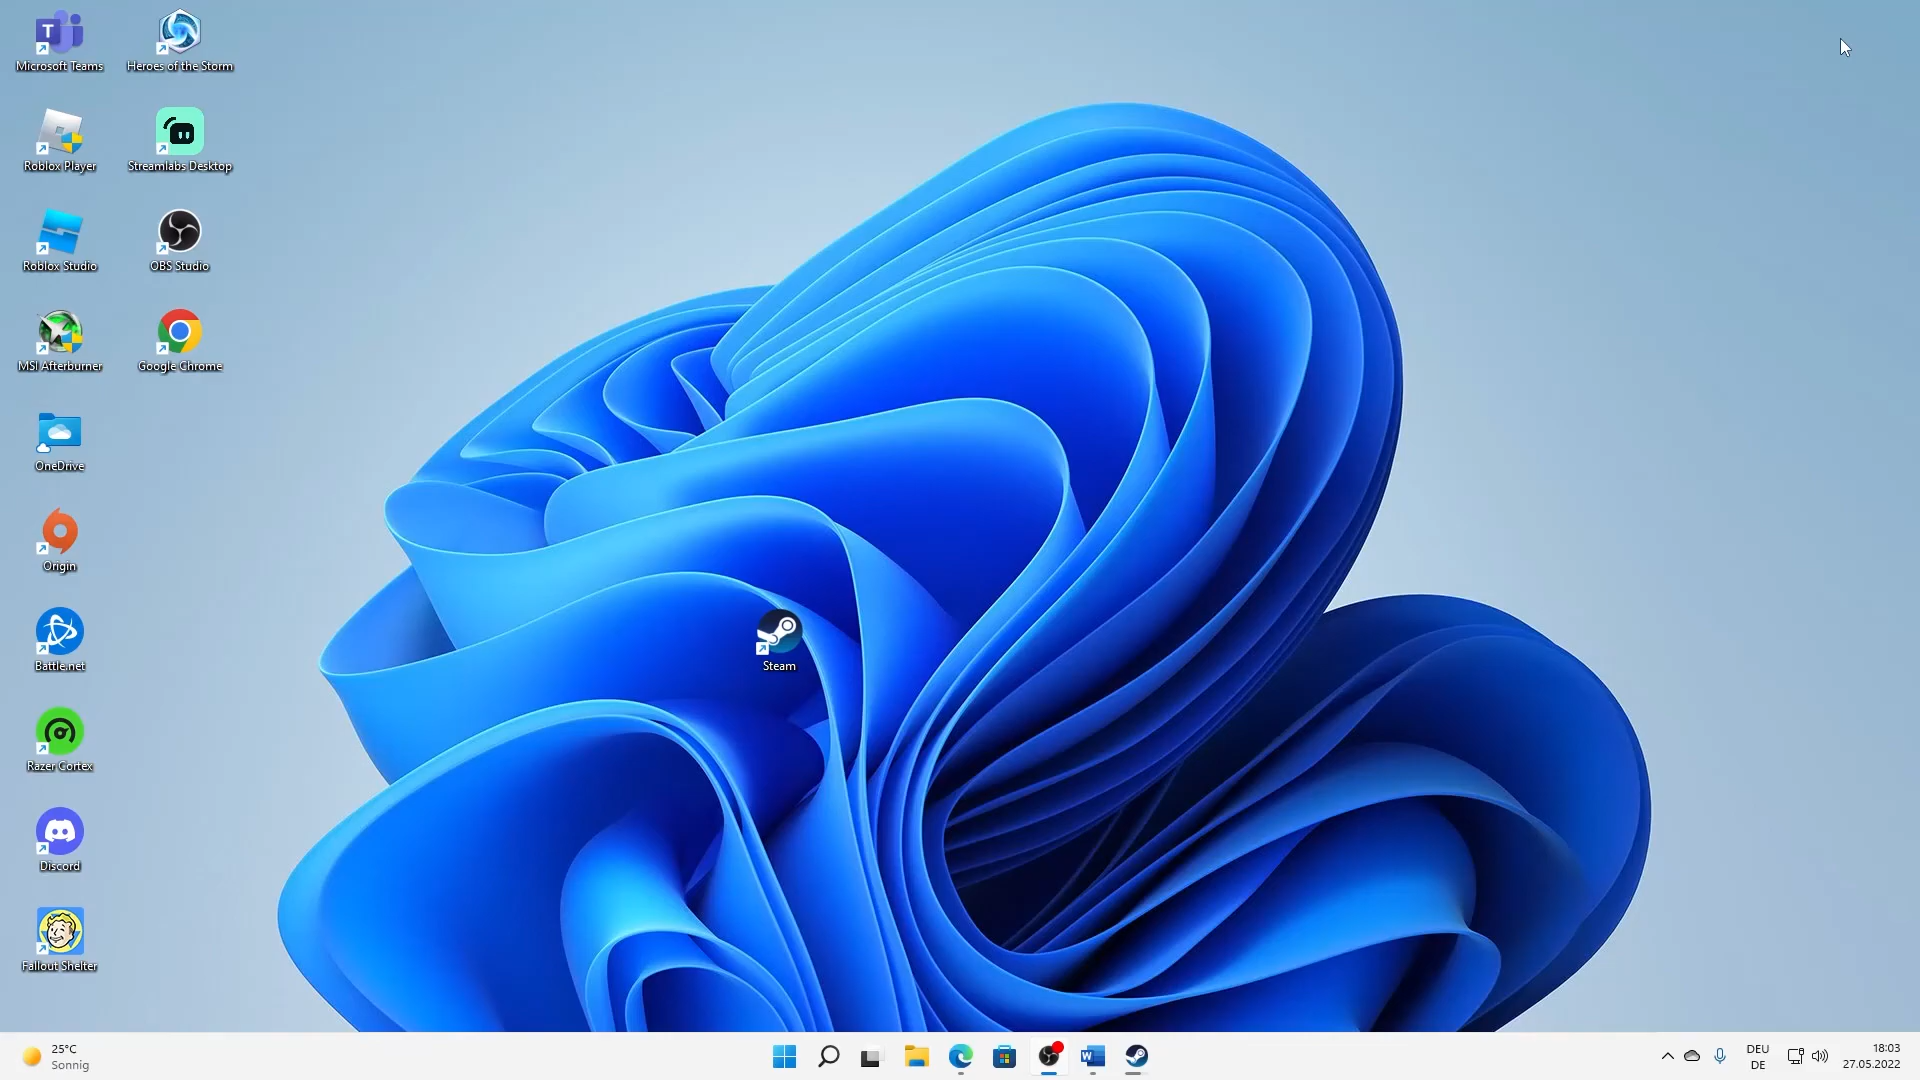 Microsoft Teams
Heroes of the Storm
Roblox Player
Streamlabs Desktop
Roblox Studio
OBS Studio
MSI Afterburner
Google Chrome
OneDrive
Origin
Battle.net
Steam
Razer Cortex
Discord
Fallout Shelter
25°C
Sonnig
DEU
DE
18:03
27.05.2022